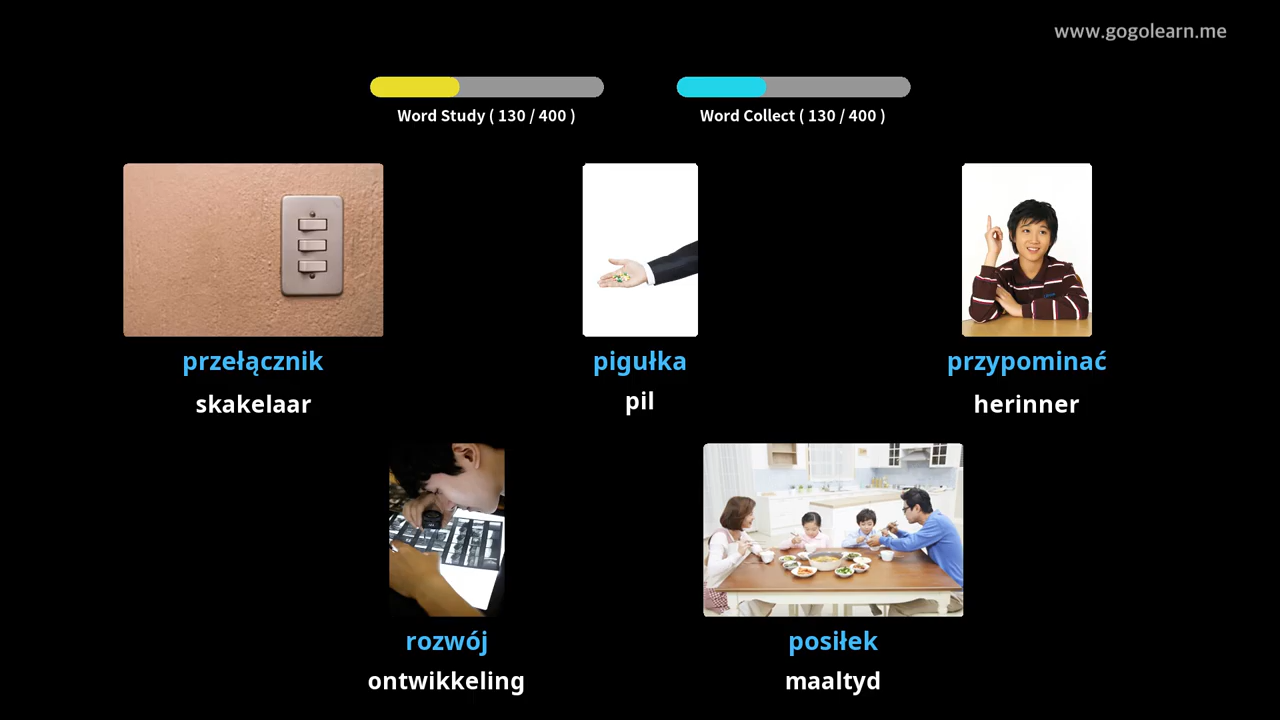 www.gogolearn.me
Word Study ( 130 / 400 )
Word Collect ( 130 / 400 )
przełącznik
pigułka
przypominać
skakelaar
pil
herinner
rozwój
posiłek
ontwikkeling
maaltyd